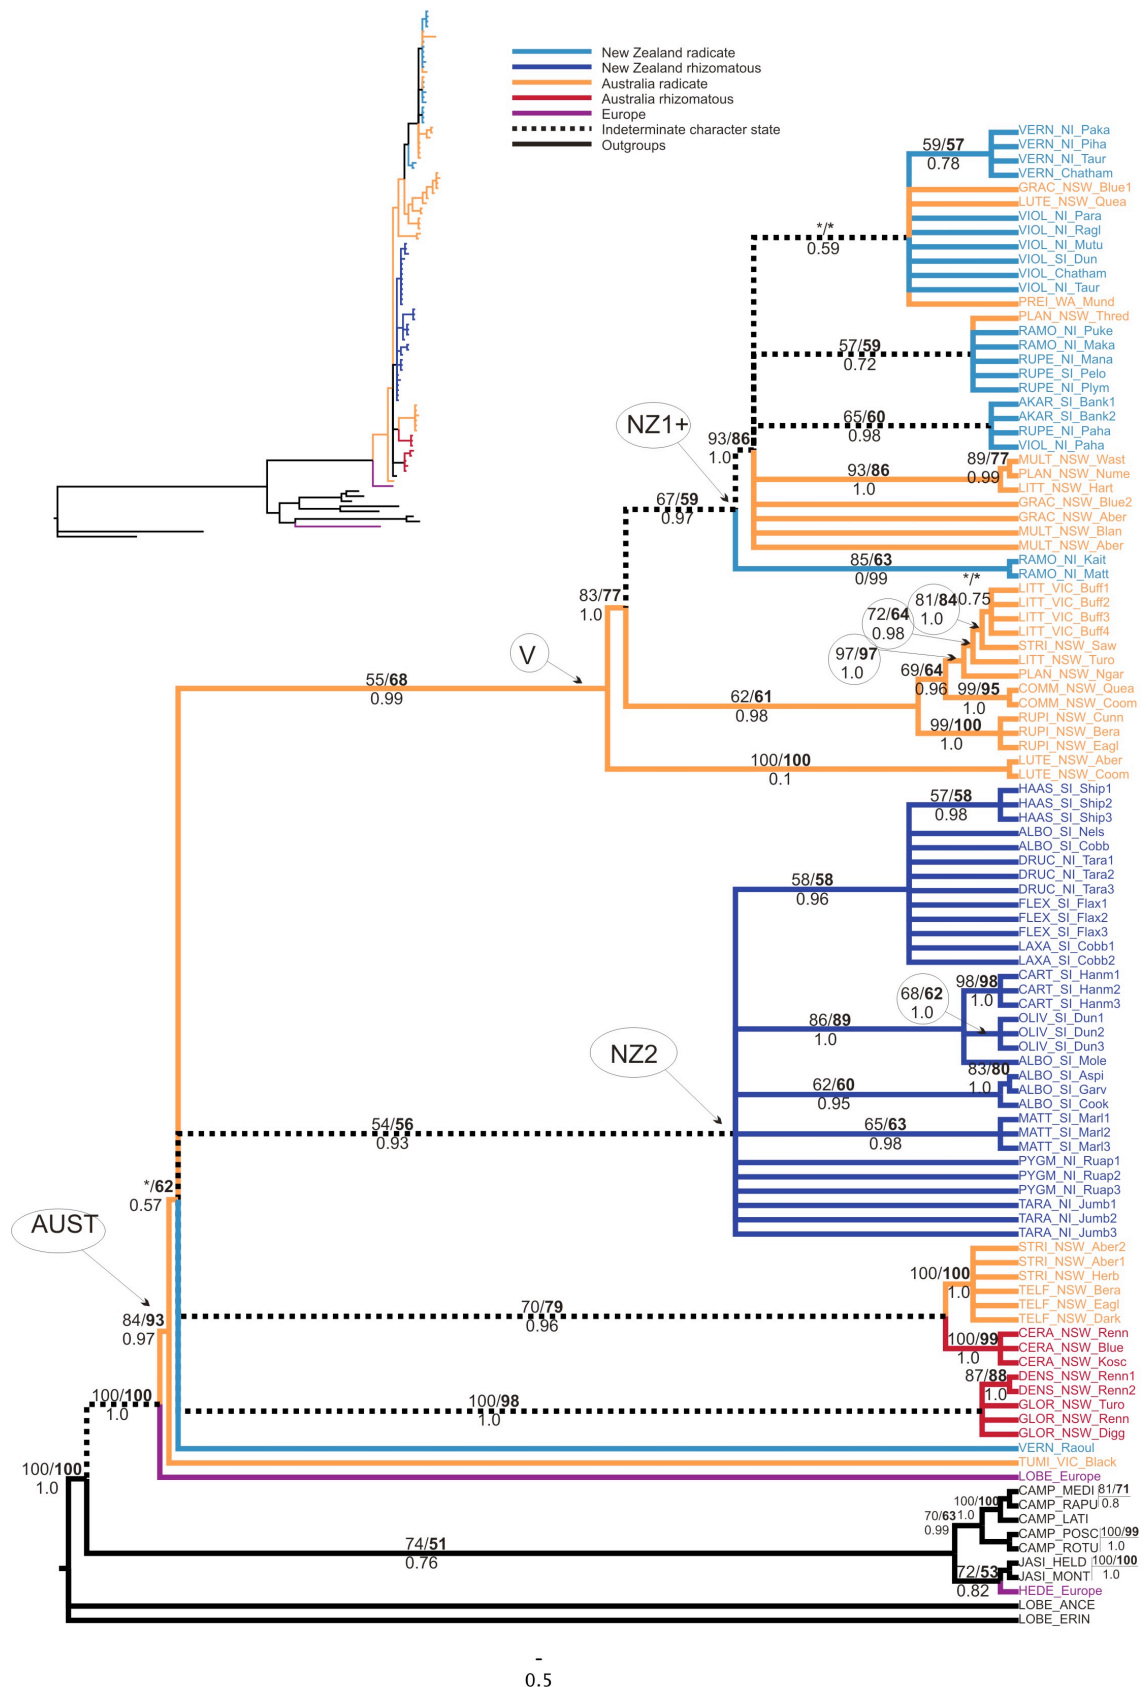 New Zealand radicate
New Zealand rhizomatous
Australia radicate
Australia rhizomatous
Europe
Indeterminate character state
Outgroups
VERN_NI_Paka
VERN_NI_Piha
VERN_NI_Taur
VERN_Chatham
GRAC_NSW_Blue1
LUTE_NSW_Quea
VIOL_NI_Para
VIOL_NI_Ragl
VIOL_NI_Mutu
VIOL_SI_Dun
VIOL_Chatham
VIOL_NI_Taur
PREI_WA_Mund
PLAN_NSW_Thred
RAMO_NI_Puke
RAMO_NI_Maka
RUPE_NI_Mana
RUPE_SI_Pelo
RUPE_NI_Plym
AKAR_SI_Bank1
AKAR_SI_Bank2
RUPE_NI_Paha
VIOL_NI_Paha
MULT_NSW_Wast
PLAN_NSW_Nume
LITT_NSW_Hart
GRAC_NSW_Blue2
GRAC_NSW_Aber
MULT_NSW_Blan
MULT_NSW_Aber
RAMO_NI_Kait
RAMO_NI_Matt
LITT_VIC_Buff1
LITT_VIC_Buff2
LITT_VIC_Buff3
LITT_VIC_Buff4
STRI_NSW_Saw
LITT_NSW_Turo
PLAN_NSW_Ngar
COMM_NSW_Quea
COMM_NSW_Coom
RUPI_NSW_Cunn
RUPI_NSW_Bera
RUPI_NSW_Eagl
LUTE_NSW_Aber
LUTE_NSW_Coom
HAAS_SI_Ship1
HAAS_SI_Ship2
HAAS_SI_Ship3
ALBO_SI_Nels
ALBO_SI_Cobb
DRUC_NI_Tara1
DRUC_NI_Tara2
DRUC_NI_Tara3
FLEX_SI_Flax1
FLEX_SI_Flax2
FLEX_SI_Flax3
LAXA_SI_Cobb1
LAXA_SI_Cobb2
CART_SI_Hanm1
CART_SI_Hanm2
CART_SI_Hanm3
OLIV_SI_Dun1
OLIV_SI_Dun2
OLIV_SI_Dun3
ALBO_SI_Mole
ALBO_SI_Aspi
ALBO_SI_Garv
ALBO_SI_Cook
MATT_SI_Marl1
MATT_SI_Marl2
MATT_SI_Marl3
PYGM_NI_Ruap1
PYGM_NI_Ruap2
PYGM_NI_Ruap3
TARA_NI_Jumb1
TARA_NI_Jumb2
TARA_NI_Jumb3
STRI_NSW_Aber2
STRI_NSW_Aber1
STRI_NSW_Herb
TELF_NSW_Bera
TELF_NSW_Eagl
TELF_NSW_Dark
CERA_NSW_Renn
CERA_NSW_Blue
CERA_NSW_Kosc
DENS_NSW_Renn1
DENS_NSW_Renn2
GLOR_NSW_Turo
GLOR_NSW_Renn
GLOR_NSW_Digg
VERN_Raoul
TUMI_VIC_Black
LOBE_Europe
CAMP_MEDI
CAMP_RAPU
CAMP_LATI
CAMP_POSC
CAMP_ROTU
JASI_HELD
JASI_MONT
HEDE_Europe
LOBE_ANCE
LOBE_ERIN
59/57
0.78
*/*
0.59
57/59
0.72
65/60
0.98
NZ1+
93/86
1.0
89/77
0.99
93/86
1.0
67/59
0.97
85/63
0/99
*/*
0.75
81/84
1.0
72/64
0.98
97/97
1.0
83/77
1.0
V
55/68
0.99
69/64
0.96
99/95
1.0
62/61
0.98
99/100
1.0
100/100
0.1
57/58
0.98
58/58
0.96
98/98
1.0
68/62
1.0
86/89
1.0
NZ2
83/80
1.0
62/60
0.95
65/63
0.98
54/56
0.93
*/62
0.57
AUST
100/100
1.0
70/79
0.96
84/93
0.97
100/99
1.0
87/88
1.0
100/98
1.0
100/100
1.0
100/100
1.0
81/71
0.8
100/100
1.0
70/63
0.99
100/99
1.0
74/51
0.76
100/100
1.0
72/53
0.82
-
0.5